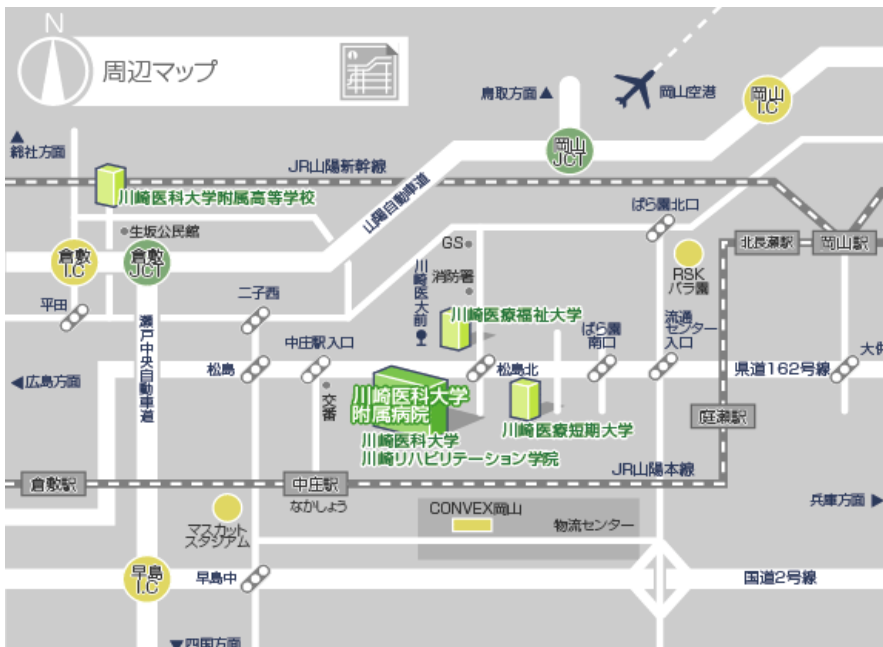 N
周辺マップ
鳥取方面▲
岡山空港
岡山
I.C
▲
総社方面
岡山
JCT
JR山陽新幹線
川崎医科大学附属高等学校
山陽自動車道
ばら園北口
生坂公民館
GS
北長瀬駅
岡山駅
倉敷
I.C
倉敷
JCT
川崎医大前
消防署
RSK
バラ園
平田
二子西
瀬戸中央自動車道
川崎医療福祉大学
中庄駅入口
ばら園
南口
流通
センター
入口
大供
◀広島方面
松島
松島北
県道162号線
交番
川崎医科大学
附属病院
川崎医療短期大学
庭瀬駅
川崎医科大学
川崎リハビリテーション学院
JR山陽本線
倉敷駅
中庄駅
なかしょう
兵庫方面▶
マスカット
スタジアム
CONVEX岡山
物流センター
早島
I.C
早島中
国道2号線
▼四国方面